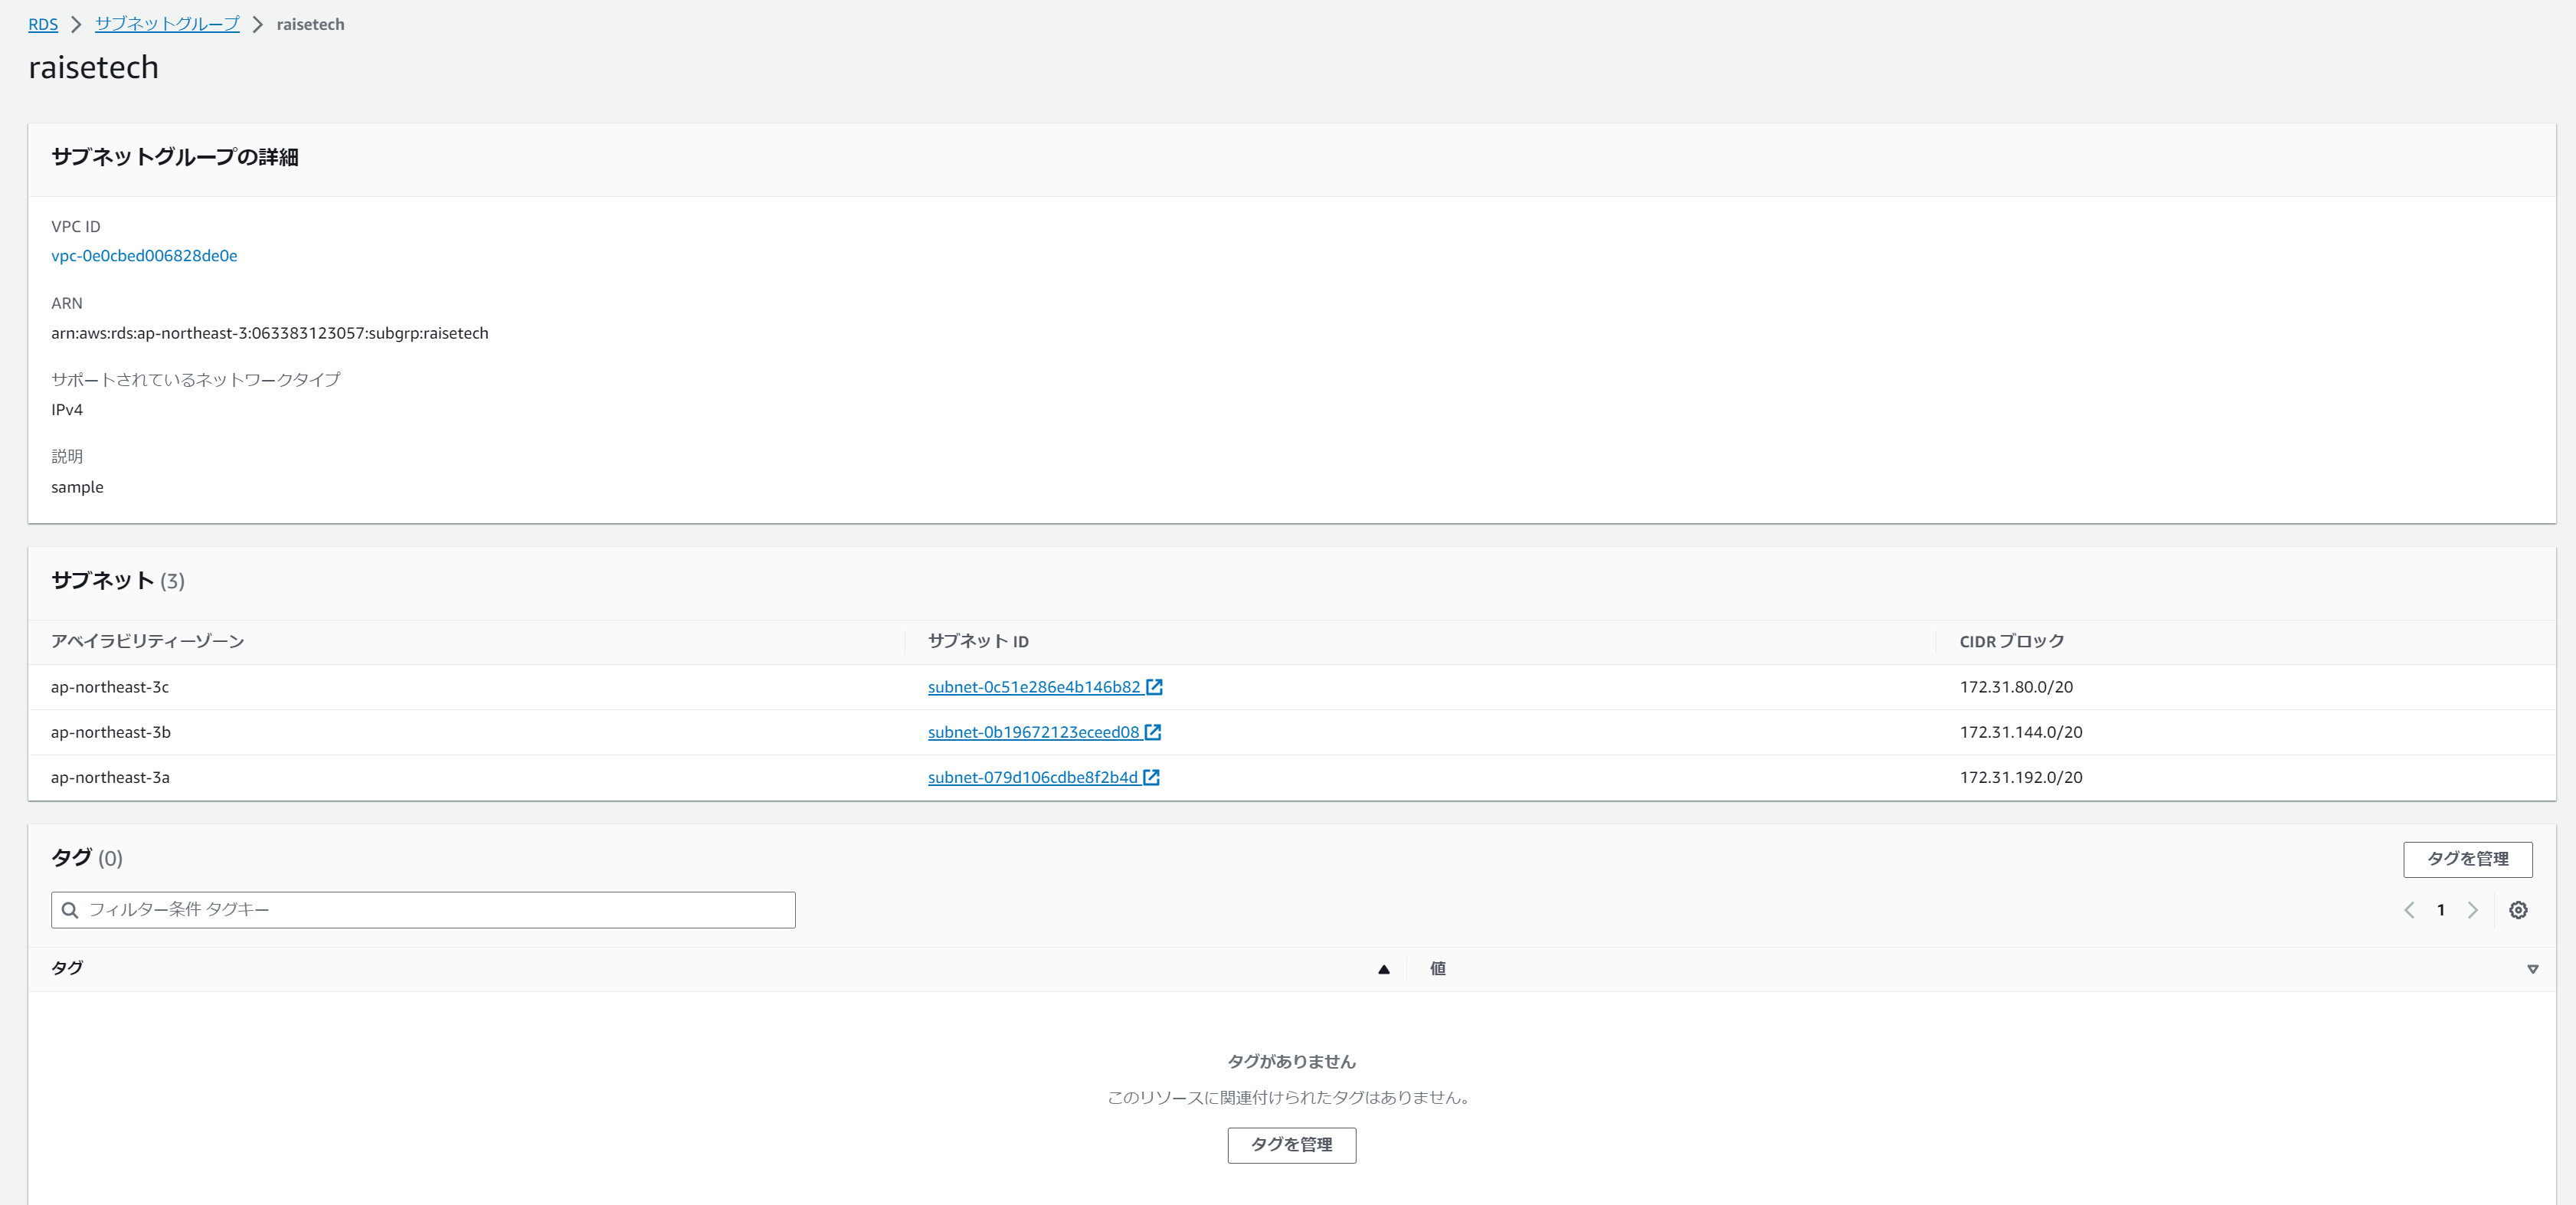 RDS > サブネットグループ > raisetech
raisetech
サブネットグループの詳細
VPC ID
vpc-0e0cbed006828de0e
ARN
arn:aws:rds:ap-northeast-3:063383123057:subgrp:raisetech
サポートされているネットワークタイプ
IPv4
説明
sample
サブネット (3)
アベイラビリティーゾーン サブネット ID CIDR ブロック
ap-northeast-3c subnet-0c51e286e4b146b82 172.31.80.0/20
ap-northeast-3b subnet-0b19672123eceed08 172.31.144.0/20
ap-northeast-3a subnet-079d106cdbe8f2b4d 172.31.192.0/20
タグ (0) タグを管理
フィルター条件 タグキー 1
タグ 値
タグがありません
このリソースに関連付けられたタグはありません。
タグを管理